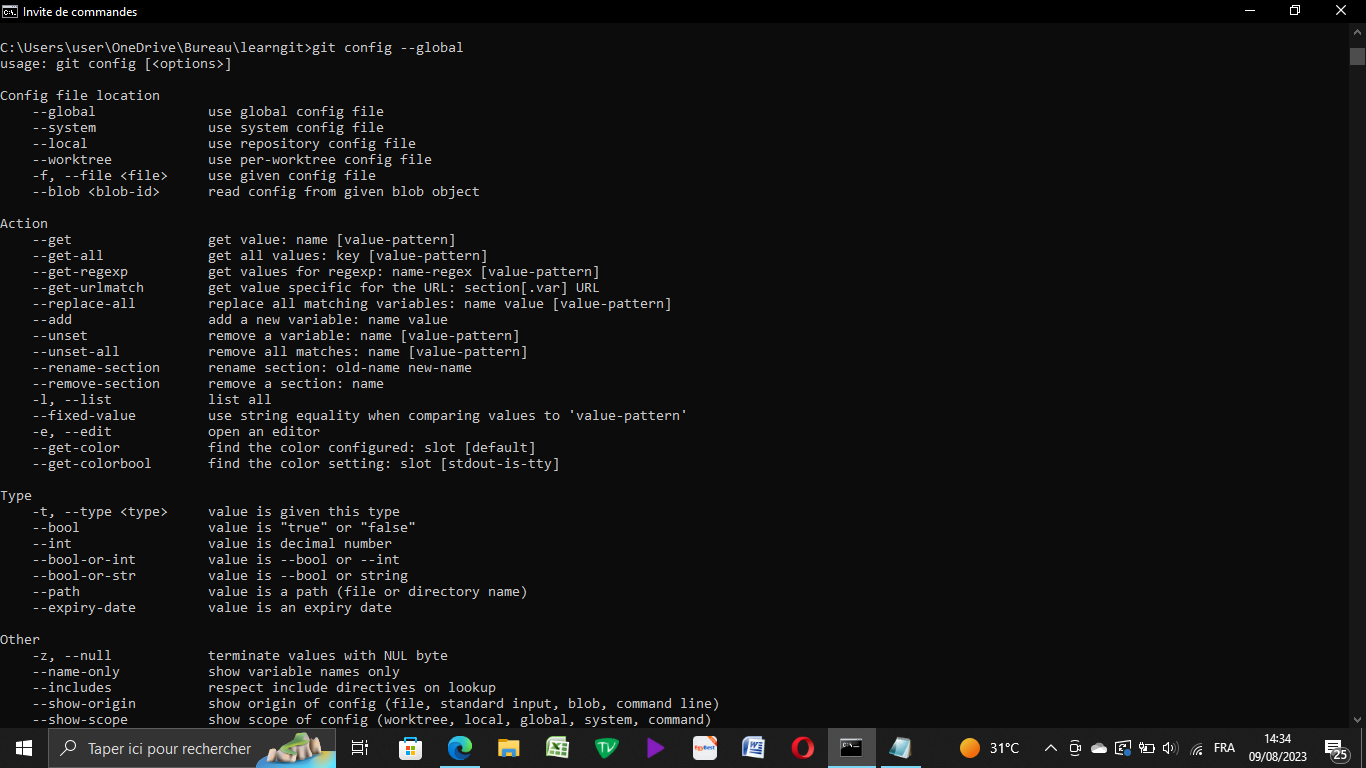 Invite de commandes
C:\Users\user\OneDrive\Bureau\learngit>git config --global
usage: git config [<options>]
Config file location
--global use global config file
--system use system config file
--local use repository config file
--worktree use per-worktree config file
-f, --file <file> use given config file
--blob <blob-id> read config from given blob object
Action
--get get value: name [value-pattern]
--get-all get all values: key [value-pattern]
--get-regexp get values for regexp: name-regex [value-pattern]
--get-urlmatch get value specific for the URL: section[.var] URL
--replace-all replace all matching variables: name value [value-pattern]
--add add a new variable: name value
--unset remove a variable: name [value-pattern]
--unset-all remove all matches: name [value-pattern]
--rename-section rename section: old-name new-name
--remove-section remove a section: name
-l, --list list all
--fixed-value use string equality when comparing values to 'value-pattern'
-e, --edit open an editor
--get-color find the color configured: slot [default]
--get-colorbool find the color setting: slot [stdout-is-tty]
Type
-t, --type <type> value is given this type
--bool value is "true" or "false"
--int value is decimal number
--bool-or-int value is --bool or --int
--bool-or-str value is --bool or string
--path value is a path (file or directory name)
--expiry-date value is an expiry date
Other
-z, --null terminate values with NUL byte
--name-only show variable names only
--includes respect include directives on lookup
--show-origin show origin of config (file, standard input, blob, command line)
--show-scope show scope of config (worktree, local, global, system, command)
Taper ici pour rechercher
TV
EgyBest
31°C
FRA
14:34
09/08/2023
25